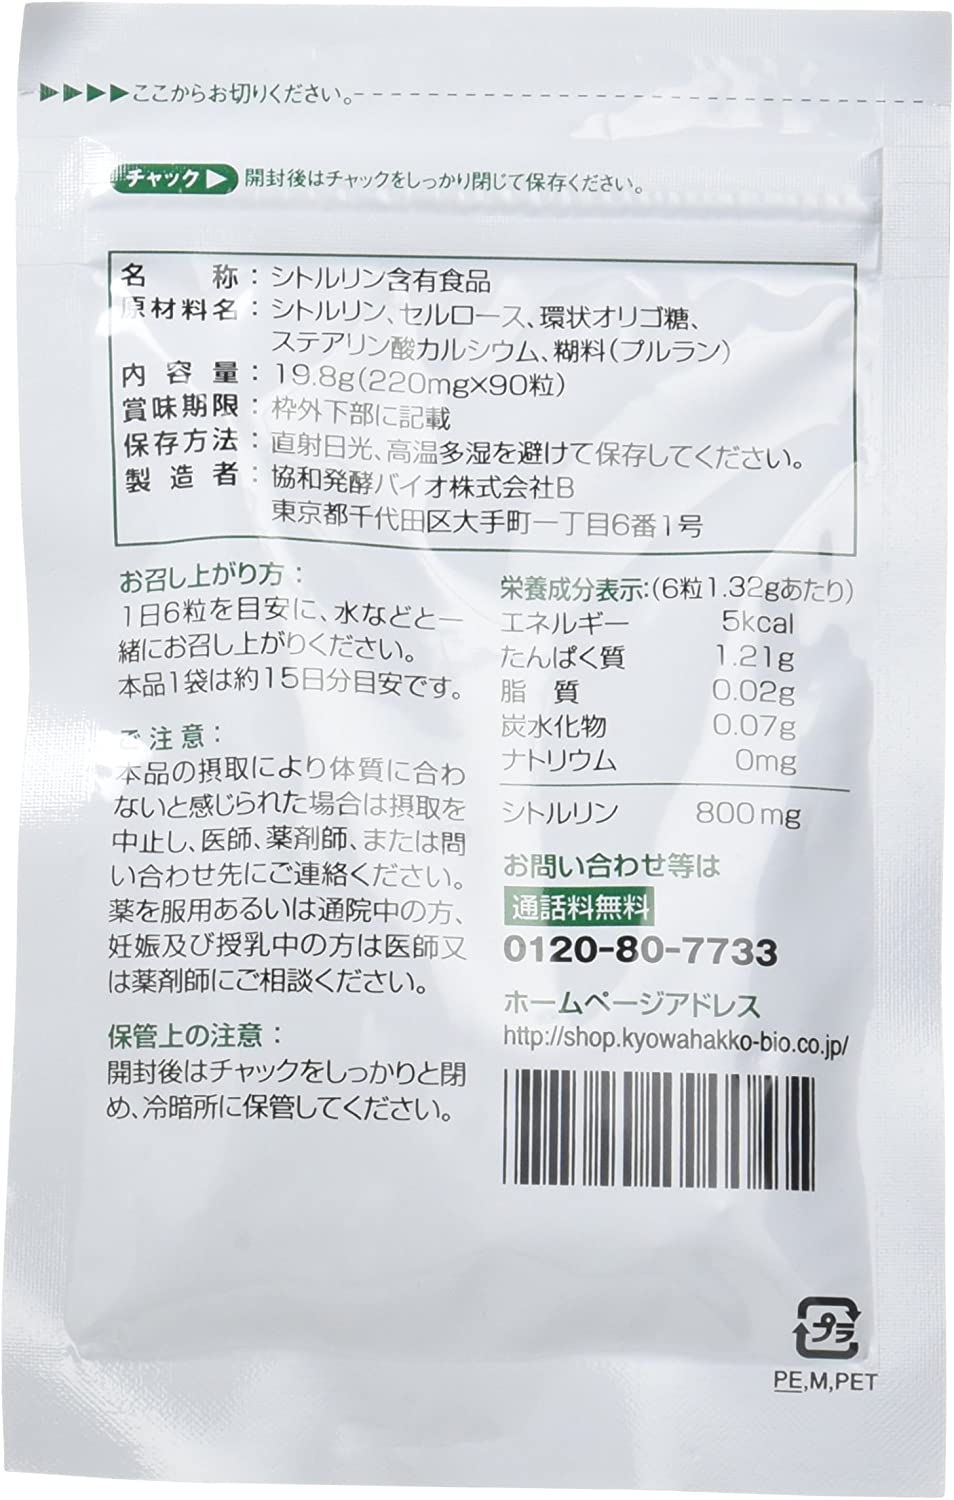 ▶▶▶▶ここからお切りください。
チャック▷ 開封後はチャックをしっかり閉じて保存ください。
名称：シトルリン含有食品
原材料名：シトルリン、セルロース、環状オリゴ糖、
ステアリン酸カルシウム、糊料(プルラン)
内容量：19.8g(220mg×90粒)
賞味期限：枠外下部に記載
保存方法：直射日光、高温多湿を避けて保存してください。
製造者：協和発酵バイオ株式会社B
東京都千代田区大手町一丁目6番1号
お召し上がり方：
1日6粒を目安に、水などと一
緒にお召し上がりください。
本品1袋は約15日分目安です。
ご注意：
本品の摂取により体質に合わ
ないと感じられた場合は摂取を
中止し、医師、薬剤師、または問
い合わせ先にご連絡ください。
薬を服用あるいは通院中の方、
妊娠及び授乳中の方は医師又
は薬剤師にご相談ください。
保管上の注意：
開封後はチャックをしっかりと閉
め、冷暗所に保管してください。
栄養成分表示：(6粒1.32gあたり)
エネルギー 5kcal
たんぱく質 1.21g
脂質 0.02g
炭水化物 0.07g
ナトリウム 0mg
シトルリン 800mg
お問い合わせ等は
通話料無料
0120-80-7733
ホームページアドレス
http://shop.kyowahakko-bio.co.jp/
プラ
PE,M,PET